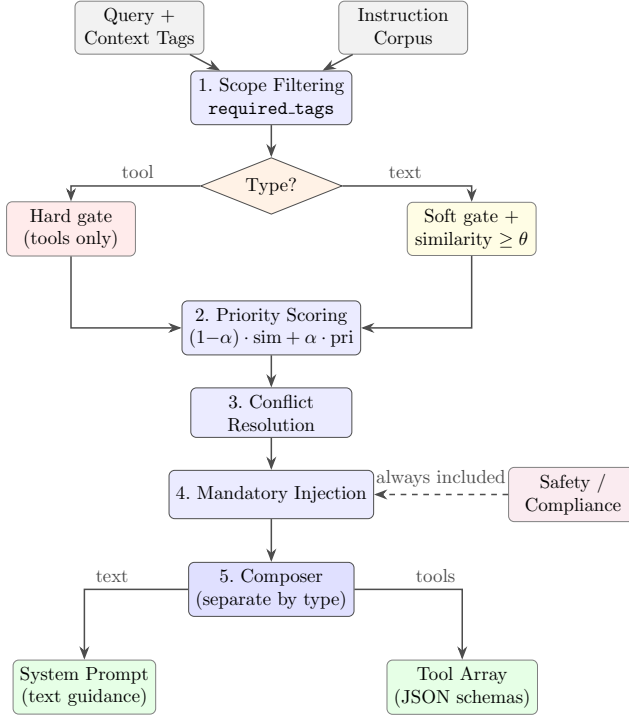 Query +
Context Tags
Instruction
Corpus
1. Scope Filtering
required_tags
tool
Type?
text
Hard gate
(tools only)
Soft gate +
similarity ≥ θ
2. Priority Scoring
(1−α) · sim + α · pri
3. Conflict
Resolution
always included
4. Mandatory Injection
Safety /
Compliance
5. Composer
(separate by type)
text
tools
System Prompt
(text guidance)
Tool Array
(JSON schemas)